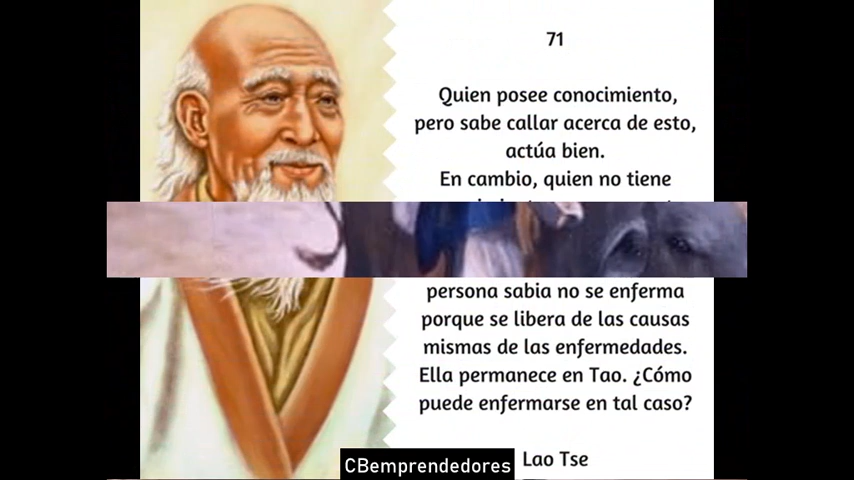 71
Quien posee conocimiento,
pero sabe callar acerca de esto,
actúa bien.
En cambio, quien no tiene
persona sabia no se enferma
porque se libera de las causas
mismas de las enfermedades.
Ella permanece en Tao. ¿Cómo
puede enfermarse en tal caso?
CBemprendedores
Lao Tse